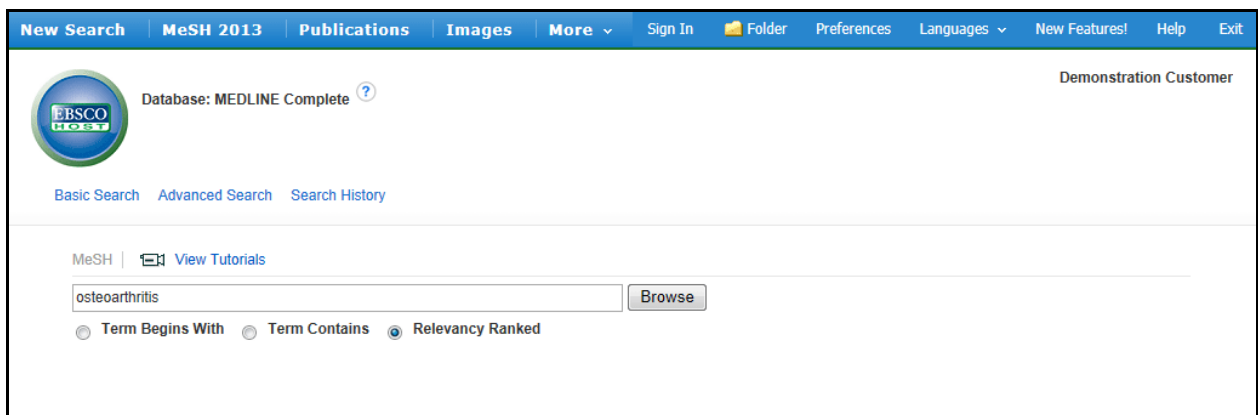 New Search MeSH 2013 Publications Images More Sign In Folder Preferences Languages New Features! Help Exit
Demonstration Customer
Database: MEDLINE Complete ?
EBSCO
HOST
Basic Search Advanced Search Search History
MeSH View Tutorials
osteoarthritis Browse
Term Begins With Term Contains Relevancy Ranked